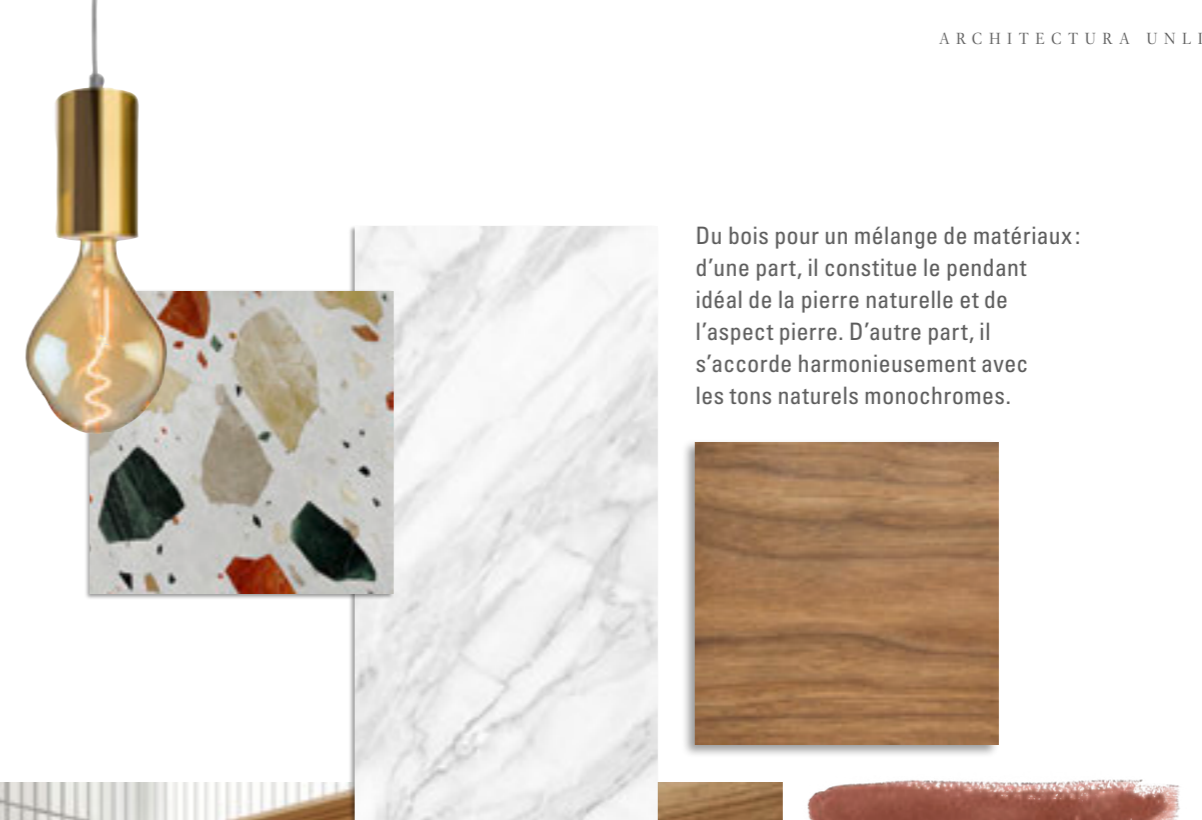 ARCHITECTURA UNLI
Du bois pour un mélange de matériaux :
d’une part, il constitue le pendant
idéal de la pierre naturelle et de
l’aspect pierre. D’autre part, il
s’accorde harmonieusement avec
les tons naturels monochromes.